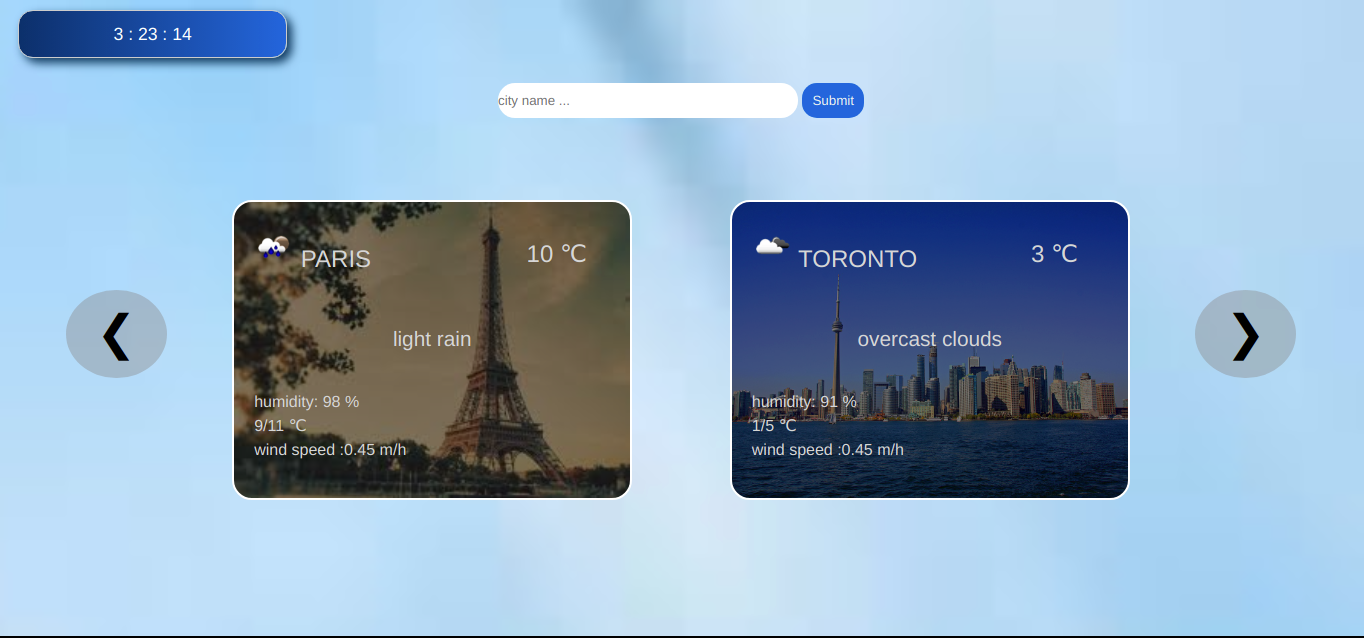 3 : 23 : 14
city name ...
Submit
PARIS
10 ℃
light rain
humidity: 98 %
9/11 ℃
wind speed :0.45 m/h
TORONTO
3 ℃
overcast clouds
humidity: 91 %
1/5 ℃
wind speed :0.45 m/h
❮
❯